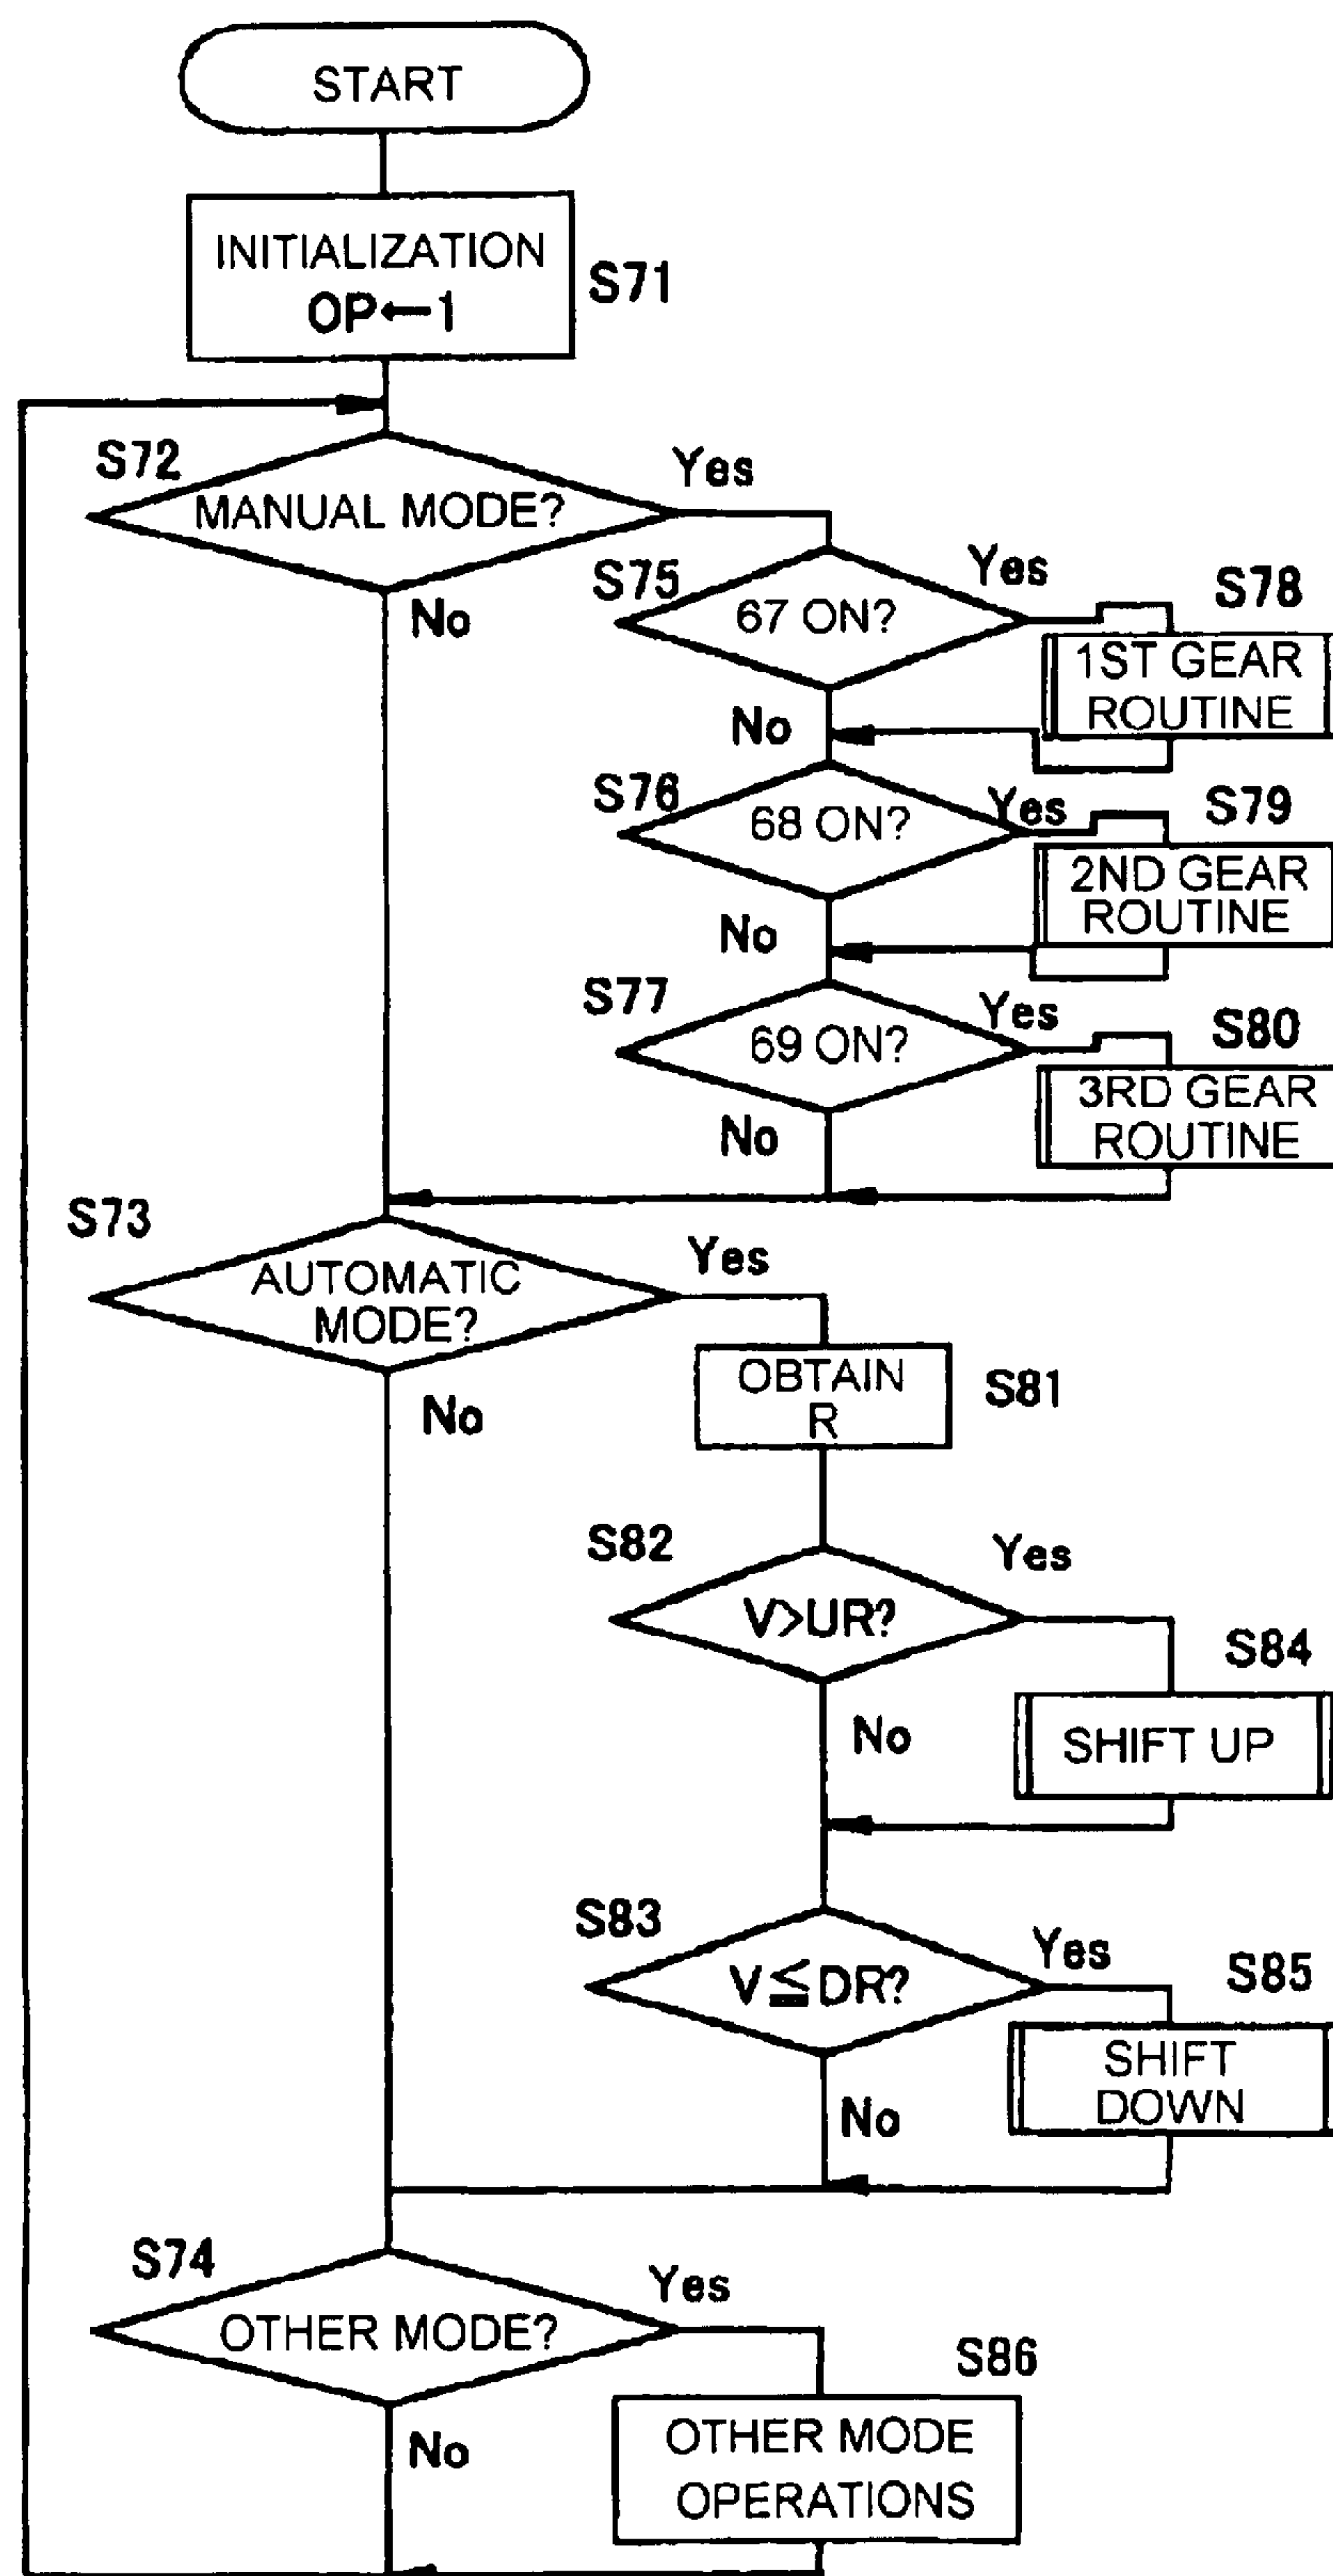 START
INITIALIZATION
OP←1
S71
S72
MANUAL MODE?
Yes
No
S75
67 ON?
Yes
S78
1ST GEAR
ROUTINE
No
S76
68 ON?
Yes
S79
2ND GEAR
ROUTINE
No
S77
69 ON?
Yes
S80
3RD GEAR
ROUTINE
No
S73
AUTOMATIC
MODE?
Yes
No
OBTAIN
R
S81
S82
V>UR?
Yes
S84
SHIFT UP
No
S83
V≦DR?
Yes
S85
SHIFT
DOWN
No
S74
OTHER MODE?
Yes
S86
OTHER MODE
OPERATIONS
No